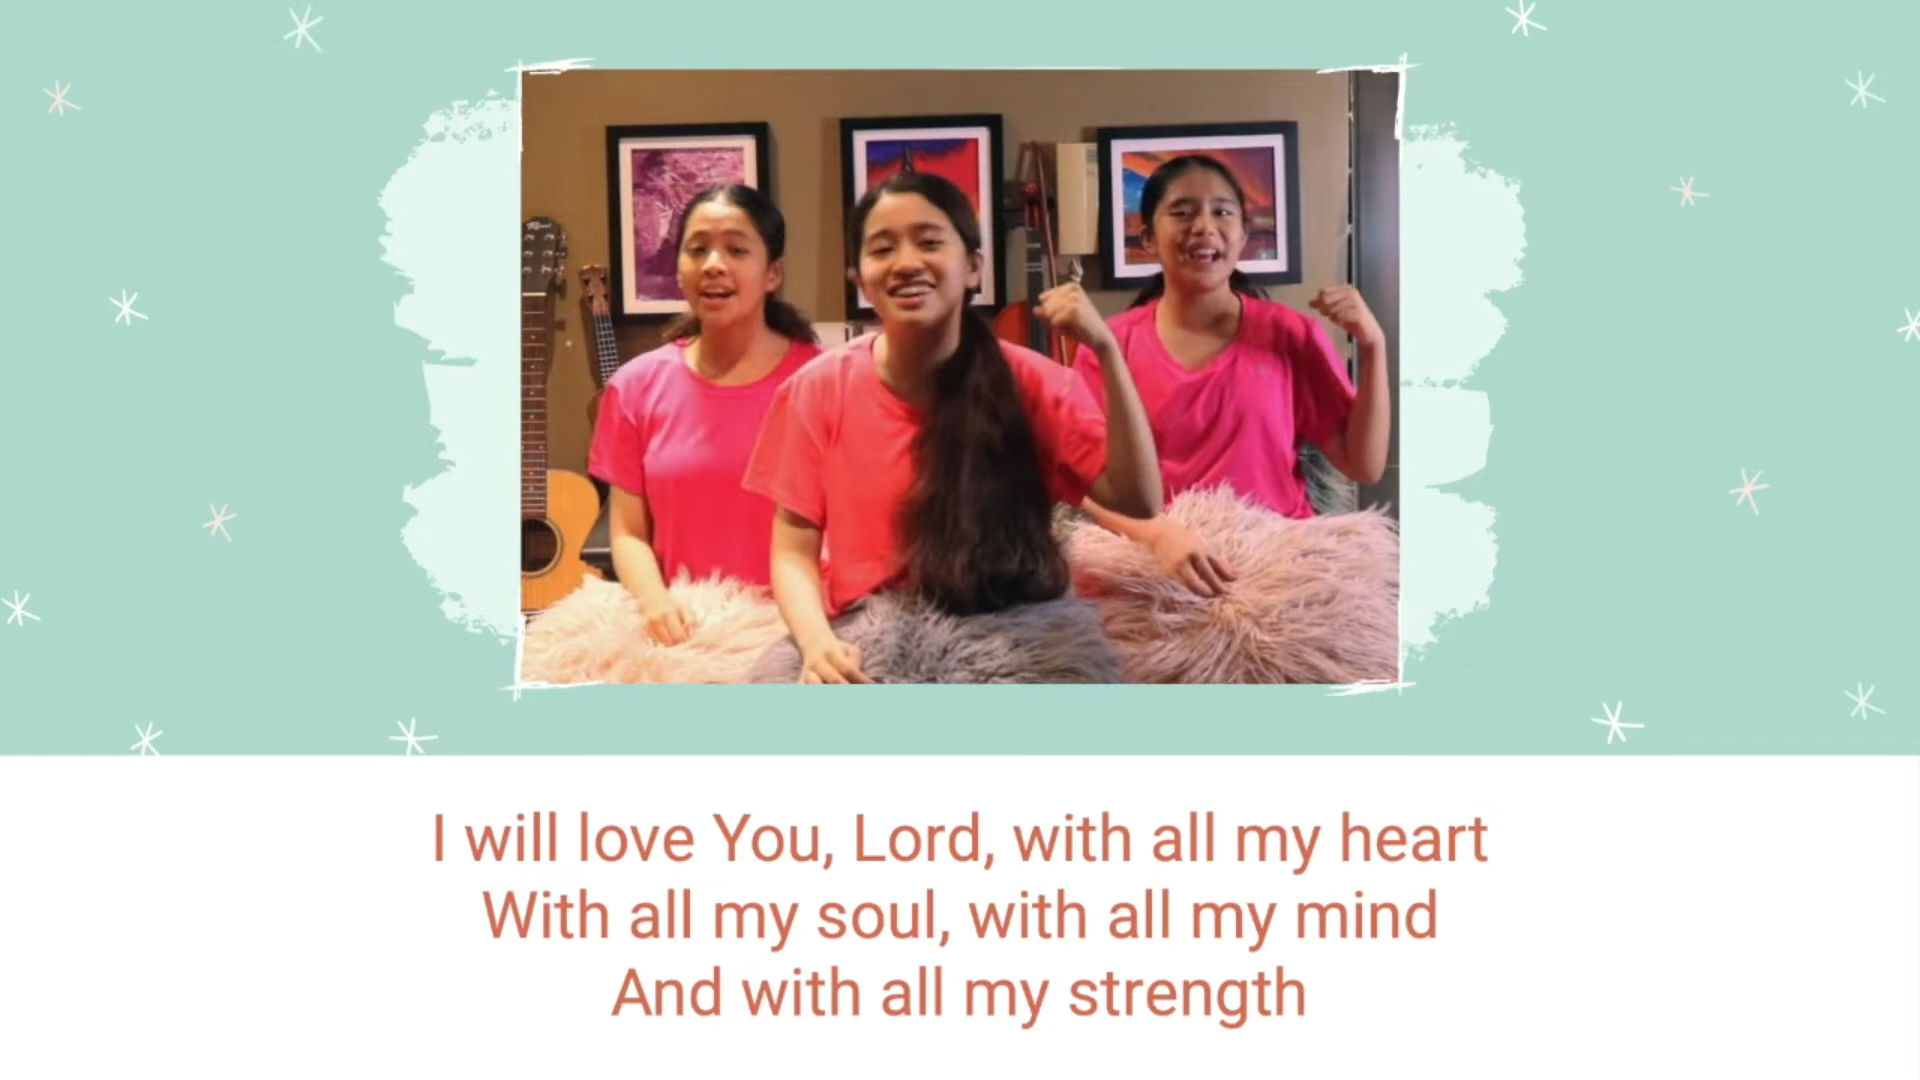 I will love You, Lord, with all my heart
With all my soul, with all my mind
And with all my strength